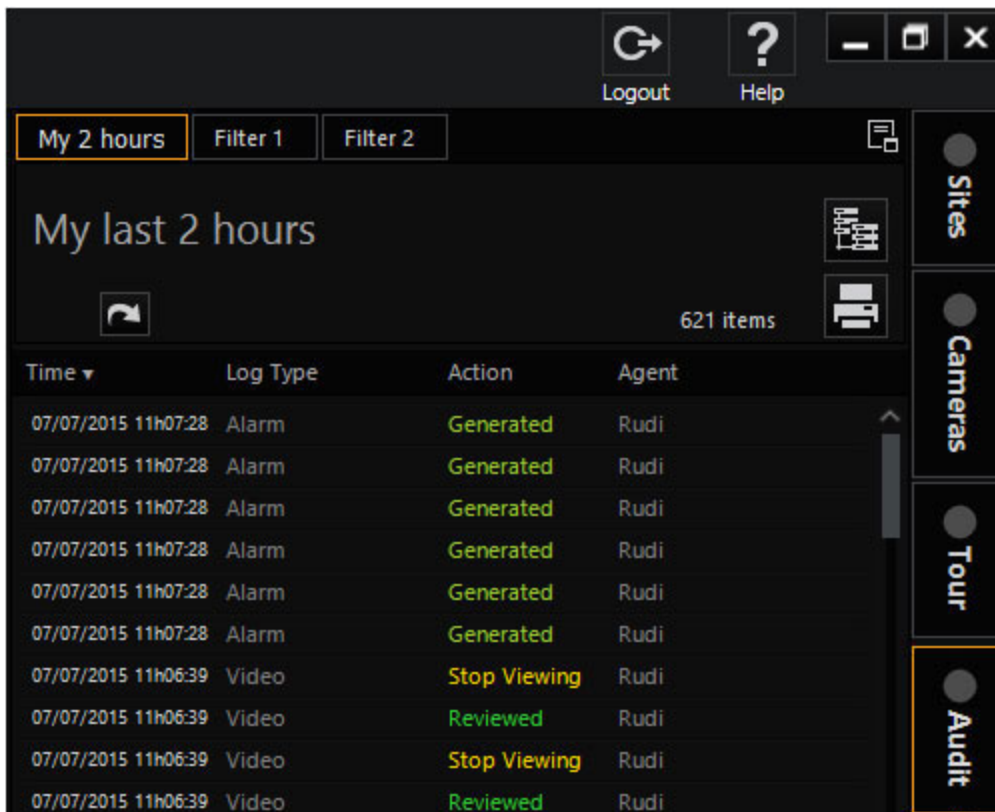 Logout Help
My 2 hours Filter 1 Filter 2
My last 2 hours
621 items
Time Log Type Action Agent
07/07/2015 11h07:28 Alarm Generated Rudi
07/07/2015 11h07:28 Alarm Generated Rudi
07/07/2015 11h07:28 Alarm Generated Rudi
07/07/2015 11h07:28 Alarm Generated Rudi
07/07/2015 11h07:28 Alarm Generated Rudi
07/07/2015 11h07:28 Alarm Generated Rudi
07/07/2015 11h06:39 Video Stop Viewing Rudi
07/07/2015 11h06:39 Video Reviewed Rudi
07/07/2015 11h06:39 Video Stop Viewing Rudi
07/07/2015 11h06:39 Video Reviewed Rudi
Sites
Cameras
Tour
Audit